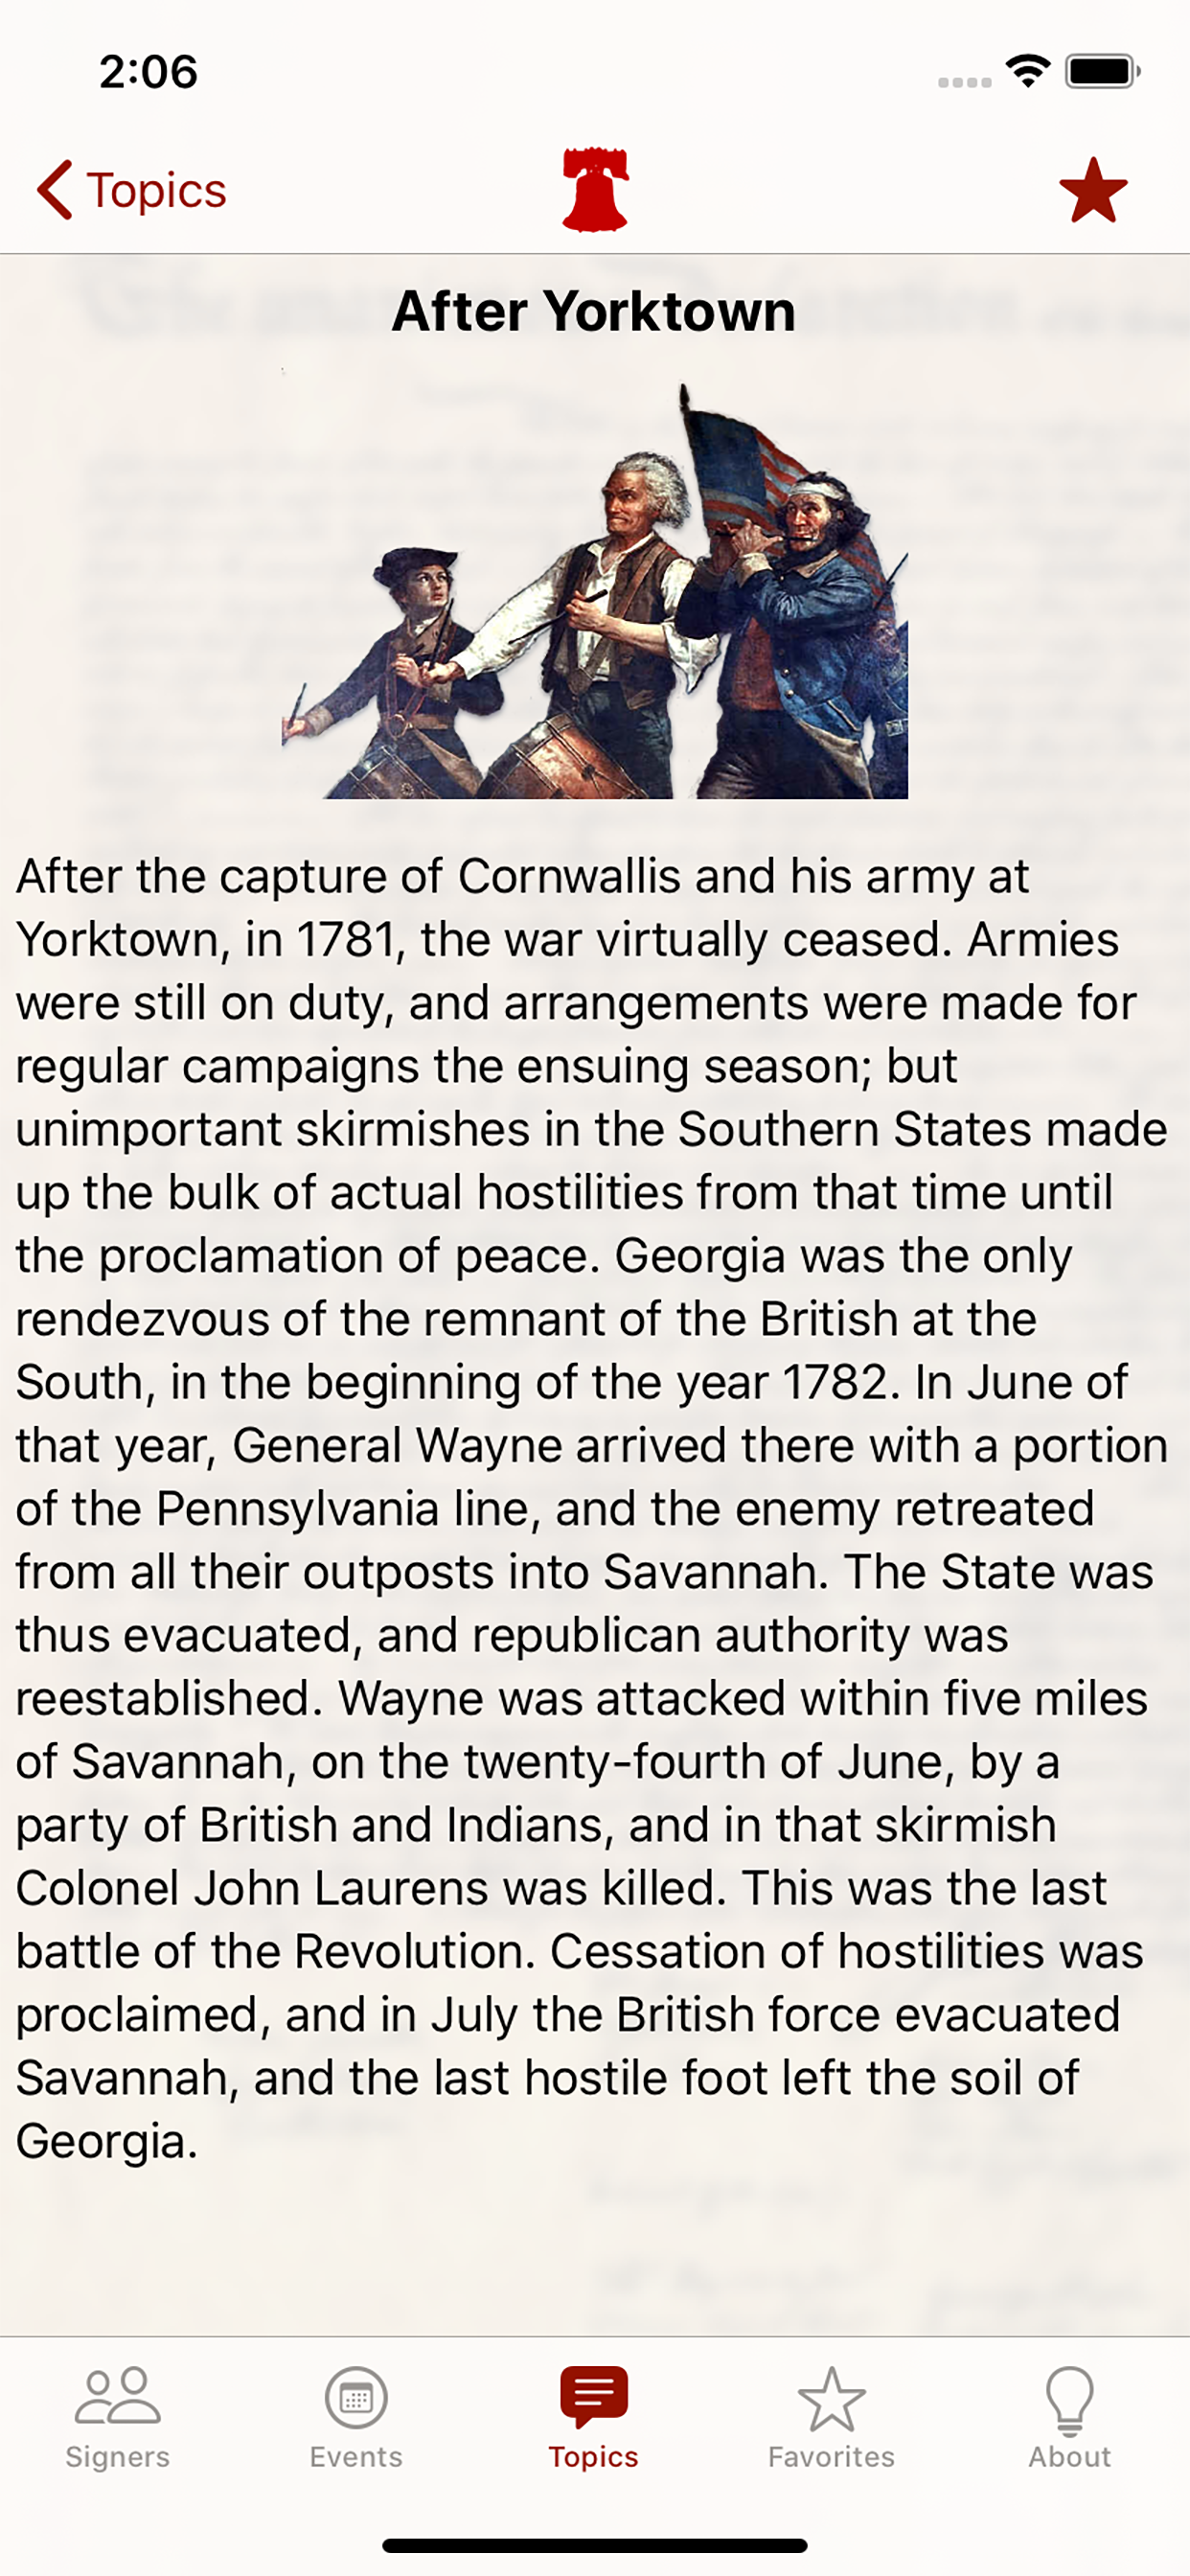 2:06
Topics
After Yorktown
After the capture of Cornwallis and his army at
Yorktown, in 1781, the war virtually ceased. Armies
were still on duty, and arrangements were made for
regular campaigns the ensuing season; but
unimportant skirmishes in the Southern States made
up the bulk of actual hostilities from that time until
the proclamation of peace. Georgia was the only
rendezvous of the remnant of the British at the
South, in the beginning of the year 1782. In June of
that year, General Wayne arrived there with a portion
of the Pennsylvania line, and the enemy retreated
from all their outposts into Savannah. The State was
thus evacuated, and republican authority was
reestablished. Wayne was attacked within five miles
of Savannah, on the twenty-fourth of June, by a
party of British and Indians, and in that skirmish
Colonel John Laurens was killed. This was the last
battle of the Revolution. Cessation of hostilities was
proclaimed, and in July the British force evacuated
Savannah, and the last hostile foot left the soil of
Georgia.
Signers
Events
Topics
Favorites
About